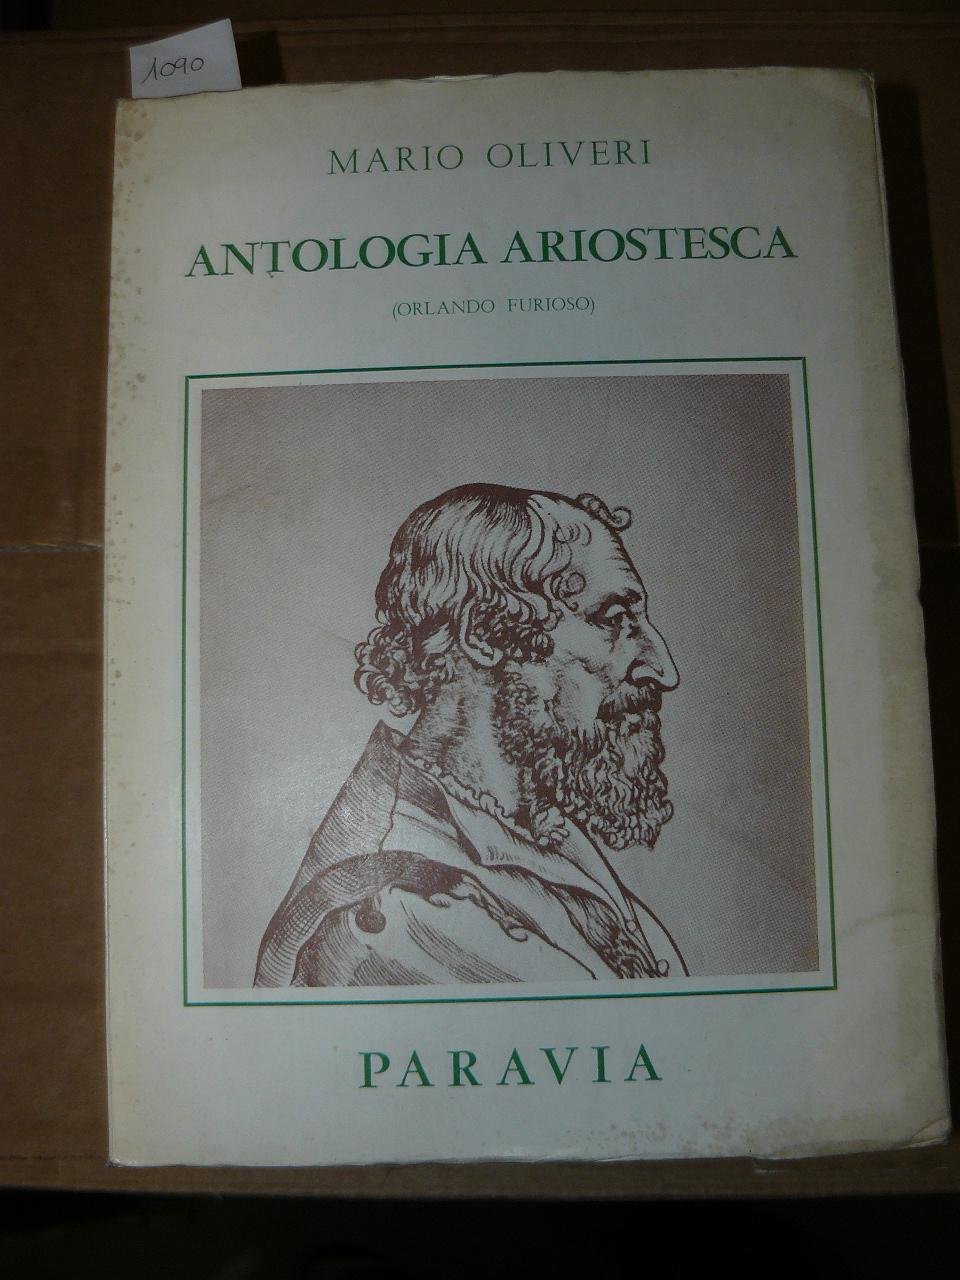 1090
MARIO OLIVERI
ANTOLOGIA ARIOSTESCA
(ORLANDO FURIOSO)
PARAVIA